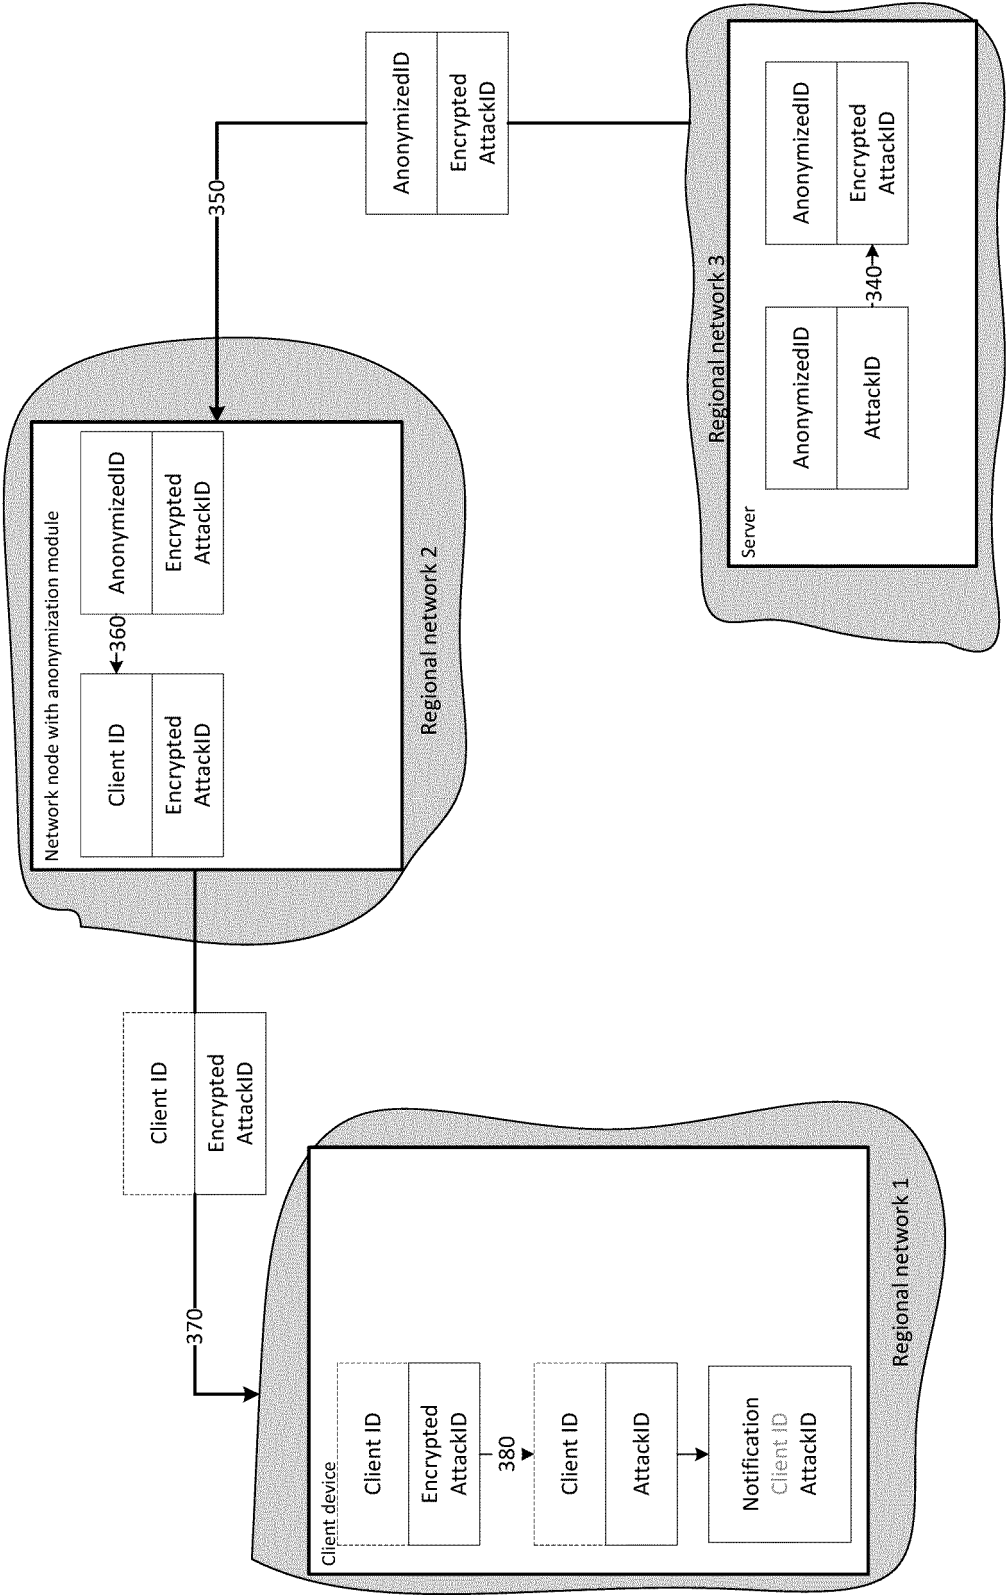 Client device
Client ID
Encrypted
AttackID
380
Client ID
AttackID
Notification
Client ID
AttackID
Regional network 1
370
Client ID
Encrypted
AttackID
Network node with anonymization module
Client ID
Encrypted
AttackID
360
AnonymizedID
Encrypted
AttackID
Regional network 2
350
AnonymizedID
Encrypted
AttackID
Regional network 3
Server
AnonymizedID
AttackID
340
AnonymizedID
Encrypted
AttackID